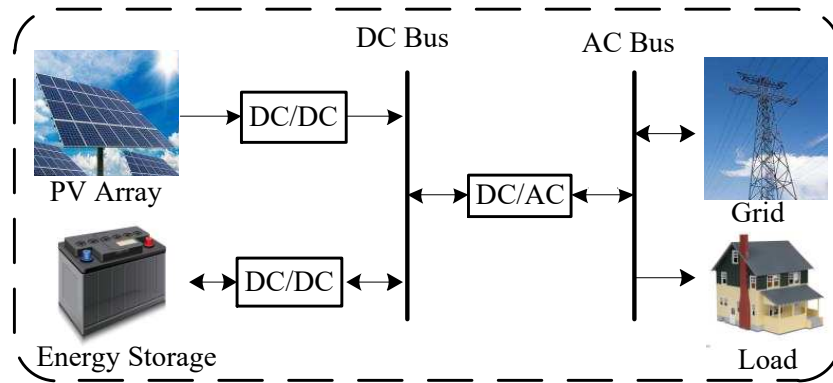 DC Bus
AC Bus
DC/DC
PV Array
DC/AC
Grid
DC/DC
Energy Storage
Load